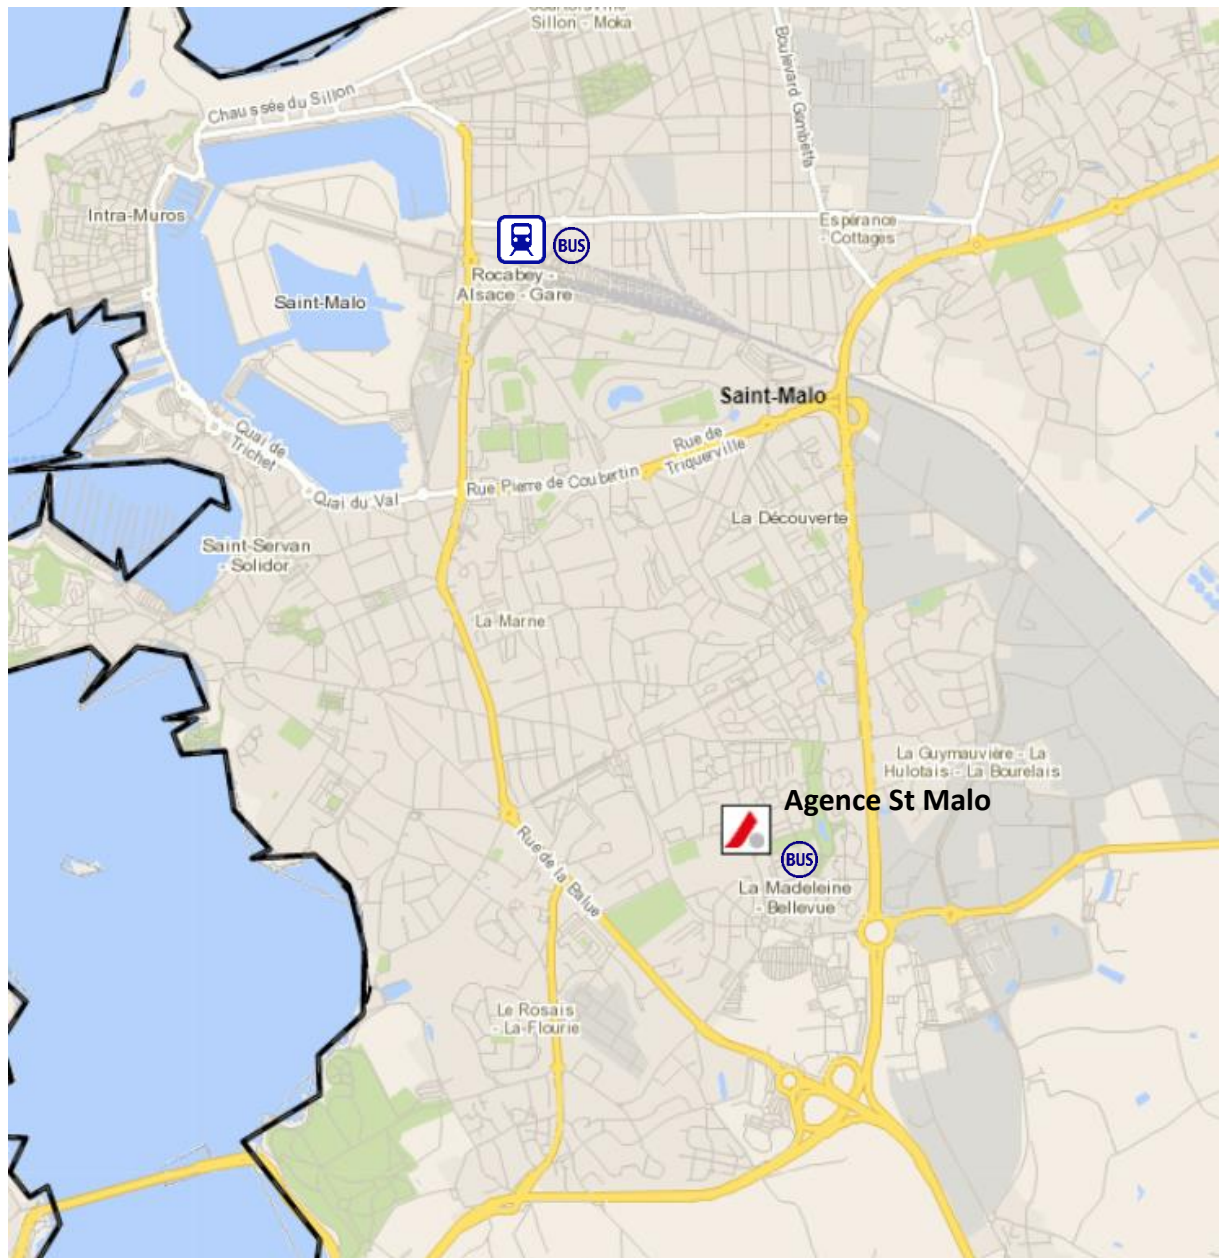 Sillon - Moka
Boulevard Gambetta
Chaussée du Sillon
Intra-Muros
Espérance
- Cottages
BUS
Rocabey -
Alsace - Gare
Saint-Malo
Saint-Malo
Rue de
Triquerville
Quai de
Trichet
Rue Pierre de Coubertin
Quai du Val
La Découverte
Saint-Servan
- Solidor
La Marne
La Guymauvière - La
Hulotais - La Bourelais
Agence St Malo
BUS
La Madeleine
- Bellevue
Rue de la Balue
Le Rosais
- La Flourie